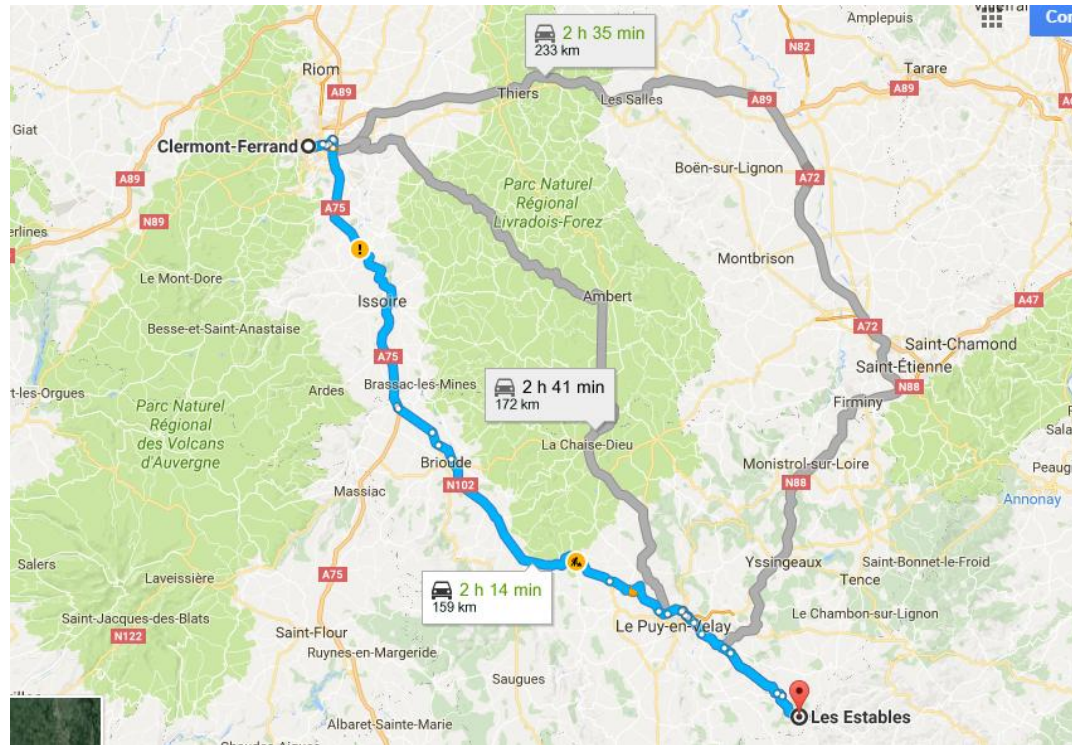 Amplepuis
Con
2 h 35 min
233 km
N82
Riom
Tarare
A89
A89
Thiers
Les Salles
A89
Giat
Clermont-Ferrand
Boën-sur-Lignon
A89
A72
Parc Naturel
Régional
Livradois-Forez
A75
N89
Montbrison
Le Mont-Dore
Issoire
Ambert
A47
Besse-et-Saint-Anastaise
A72
Saint-Chamond
A75
Saint-Étienne
2 h 41 min
172 km
N88
Ardes
Brassac-les-Mines
rt-les-Orgues
Firminy
Parc Naturel
Régional
des Volcans
d'Auvergne
La Chaise-Dieu
Brioude
Monistrol-sur-Loire
Peaug
N102
N88
Massiac
Annonay
Salers
Yssingeaux
Saint-Bonnet-le-Froid
Laveissière
A75
2 h 14 min
159 km
Tence
Saint-Jacques-des-Blats
Le Chambon-sur-Lignon
N122
Saint-Flour
Le Puy-en-Velay
Ruynes-en-Margeride
Saugues
Les Estables
Albaret-Sainte-Marie